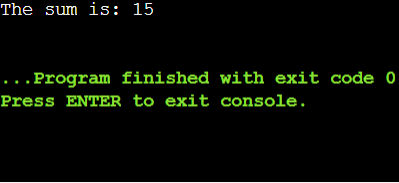 The sum is: 15
...Program finished with exit code 0
Press ENTER to exit console.